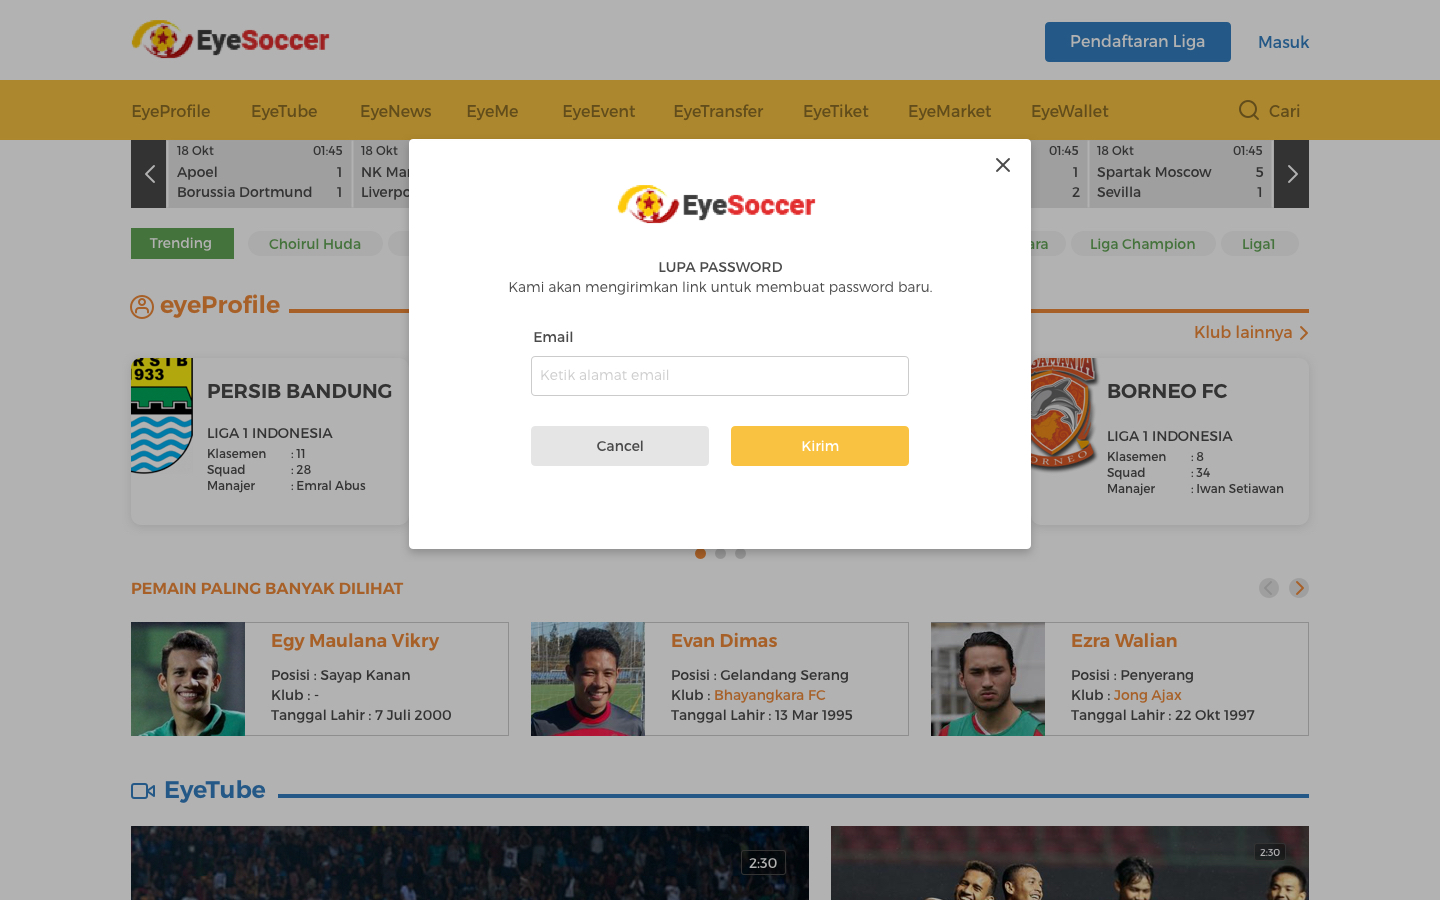 EyeSoccer
Pendaftaran Liga
Masuk
EyeProfile EyeTube EyeNews EyeMe EyeEvent EyeTransfer EyeTiket EyeMarket EyeWallet Cari
18 Okt 01:45
Apoel 1
Borussia Dortmund 1
18 Okt
NK
01:45
1
2
18 Okt 01:45
Spartak Moscow 5
Sevilla 1
Trending
Choirul Huda
Liga Champion
Liga1
eyeProfile
Klub lainnya
1933
PERSIB BANDUNG
LIGA 1 INDONESIA
Klasemen : 11
Squad : 28
Manajer : Emral Abus
BORNEO FC
LIGA 1 INDONESIA
Klasemen : 8
Squad : 34
Manajer : Iwan Setiawan
BORNEO
EyeSoccer
LUPA PASSWORD
Kami akan mengirimkan link untuk membuat password baru.
Email
Ketik alamat email
Cancel
Kirim
PEMAIN PALING BANYAK DILIHAT
Egy Maulana Vikry
Posisi : Sayap Kanan
Klub : -
Tanggal Lahir : 7 Juli 2000
Evan Dimas
Posisi : Gelandang Serang
Klub : Bhayangkara FC
Tanggal Lahir : 13 Mar 1995
Ezra Walian
Posisi : Penyerang
Klub : Jong Ajax
Tanggal Lahir : 22 Okt 1997
EyeTube
2:30
2:30